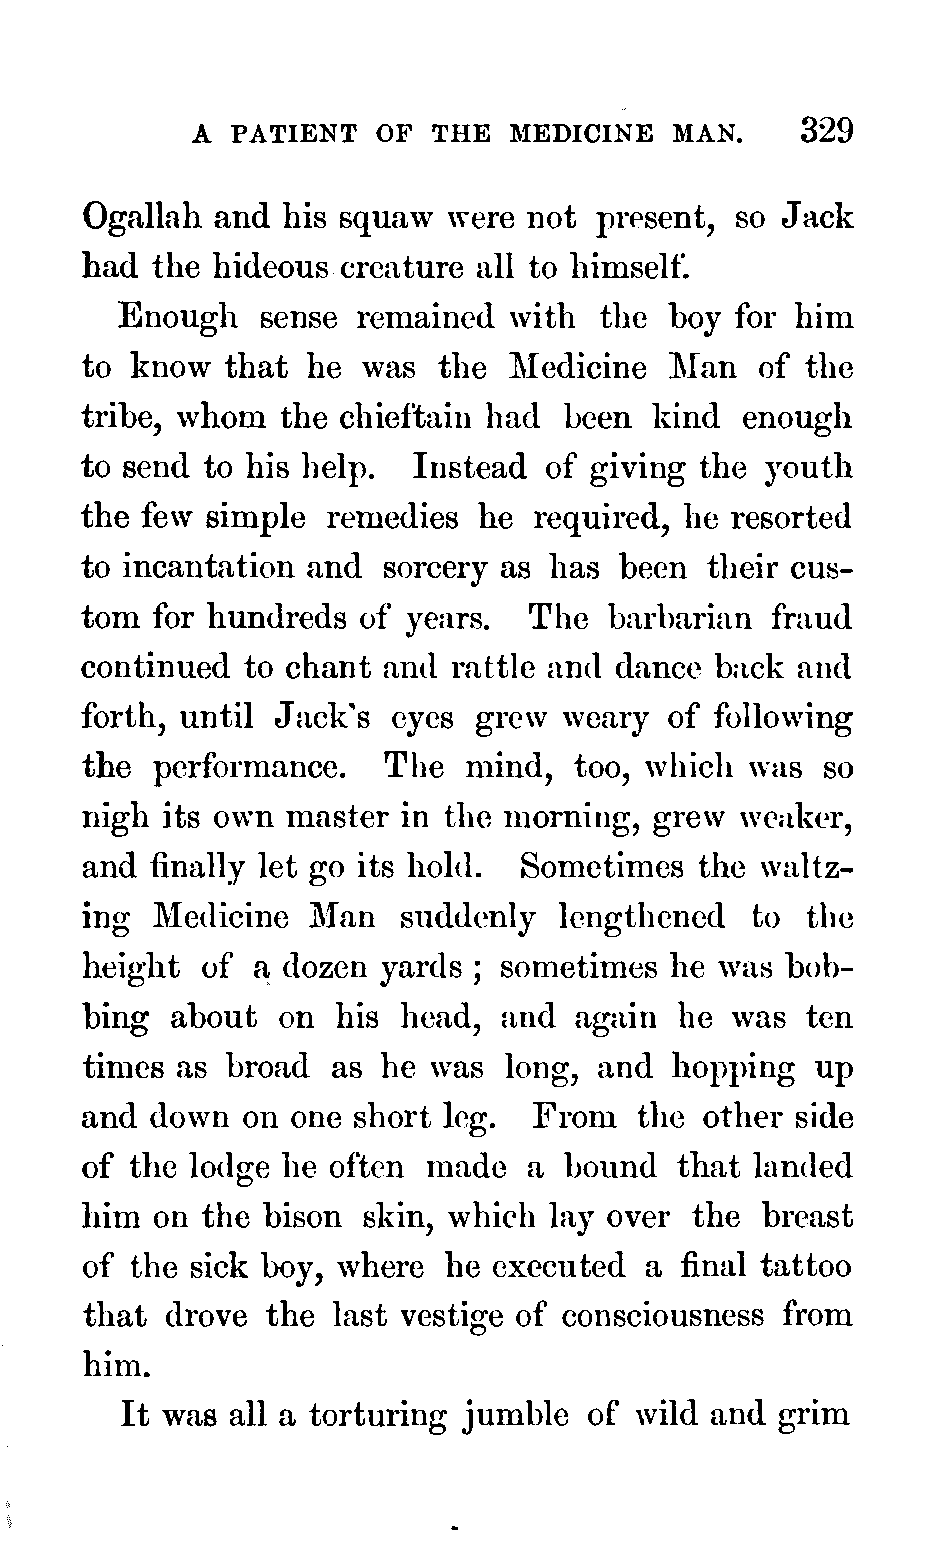 A PATIENT OF THE MEDICINE MAN. 329
Ogallah and his squaw were not present, so Jack
had the hideous creature all to himself.
Enough sense remained with the boy for him
to know that he was the Medicine Man of the
tribe, whom the chieftain had been kind enough
to send to his help. Instead of giving the youth
the few simple remedies he required, he resorted
to incantation and sorcery as has been their cus-
tom for hundreds of years. The barbarian fraud
continued to chant and rattle and dance back and
forth, until Jack's eyes grew weary of following
the performance. The mind, too, which was so
nigh its own master in the morning, grew weaker,
and finally let go its hold. Sometimes the waltz-
ing Medicine Man suddenly lengthened to the
height of a dozen yards ; sometimes he was bob-
bing about on his head, and again he was ten
times as broad as he was long, and hopping up
and down on one short leg. From the other side
of the lodge he often made a bound that landed
him on the bison skin, which lay over the breast
of the sick boy, where he executed a final tattoo
that drove the last vestige of consciousness from
him.
It was all a torturing jumble of wild and grim